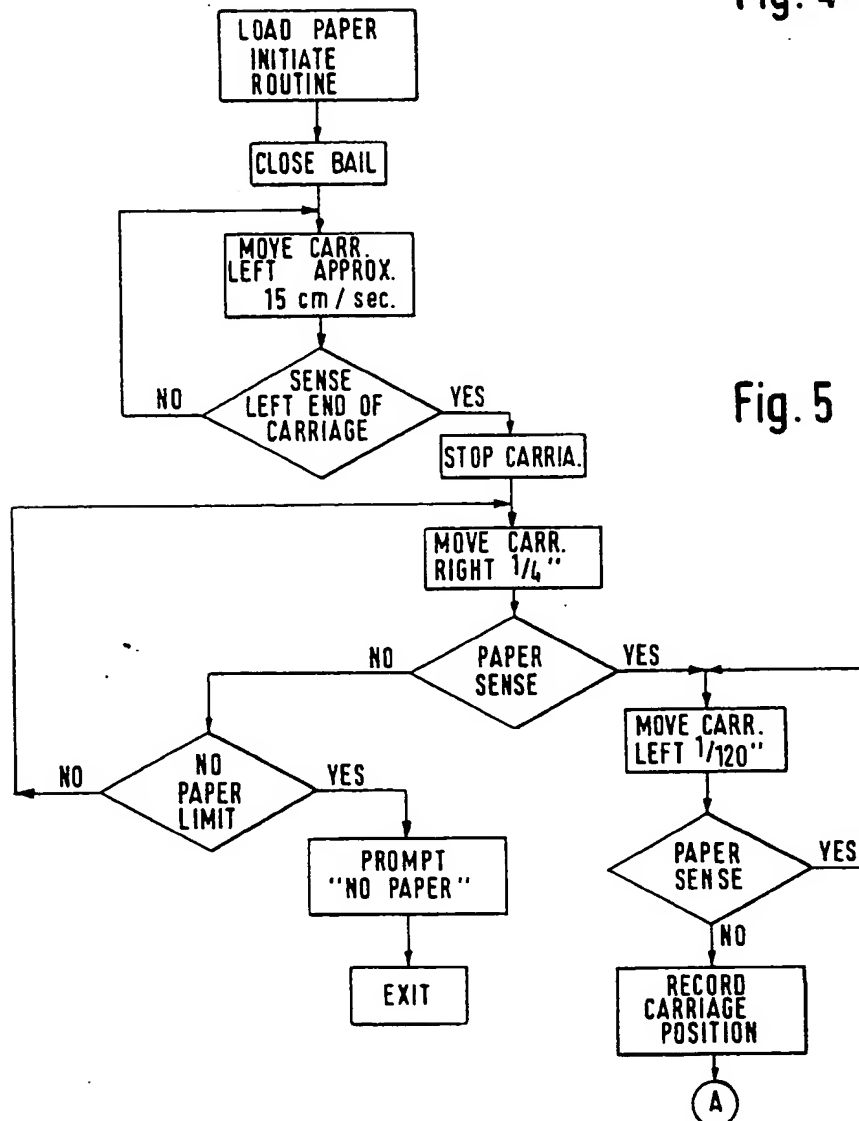 Fig. 4
LOAD PAPER
INITIATE
ROUTINE
CLOSE BAIL
MOVE CARR.
LEFT APPROX.
15 cm / sec.
SENSE
LEFT END OF
CARRIAGE
NO
YES
Fig. 5
STOP CARRIA.
MOVE CARR.
RIGHT 1/4"
PAPER
SENSE
NO
YES
MOVE CARR.
LEFT 1/120"
NO
PAPER
LIMIT
NO
YES
PROMPT
"NO PAPER"
EXIT
PAPER
SENSE
YES
NO
RECORD
CARRIAGE
POSITION
A